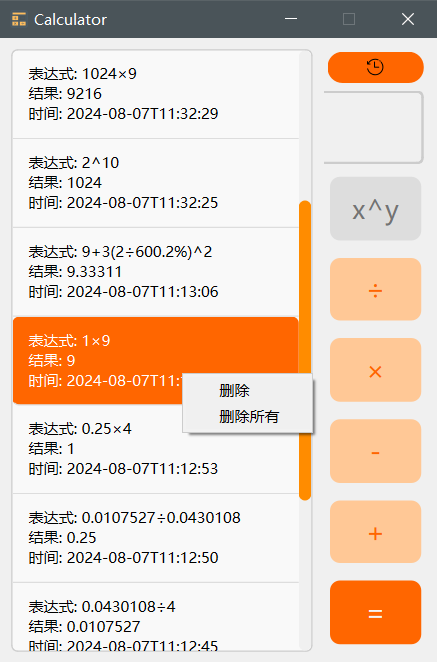 Calculator
表达式: 1024×9
结果: 9216
时间: 2024-08-07T11:32:29
表达式: 2^10
结果: 1024
时间: 2024-08-07T11:32:25
表达式: 9+3(2÷600.2%)^2
结果: 9.33311
时间: 2024-08-07T11:13:06
表达式: 1×9
结果: 9
时间: 2024-08-07T11:
删除
删除所有
表达式: 0.25×4
结果: 1
时间: 2024-08-07T11:12:53
表达式: 0.0107527÷0.0430108
结果: 0.25
时间: 2024-08-07T11:12:50
表达式: 0.0430108÷4
结果: 0.0107527
时间: 2024-08-07T11:12:45
x^y
÷
×
-
+
=